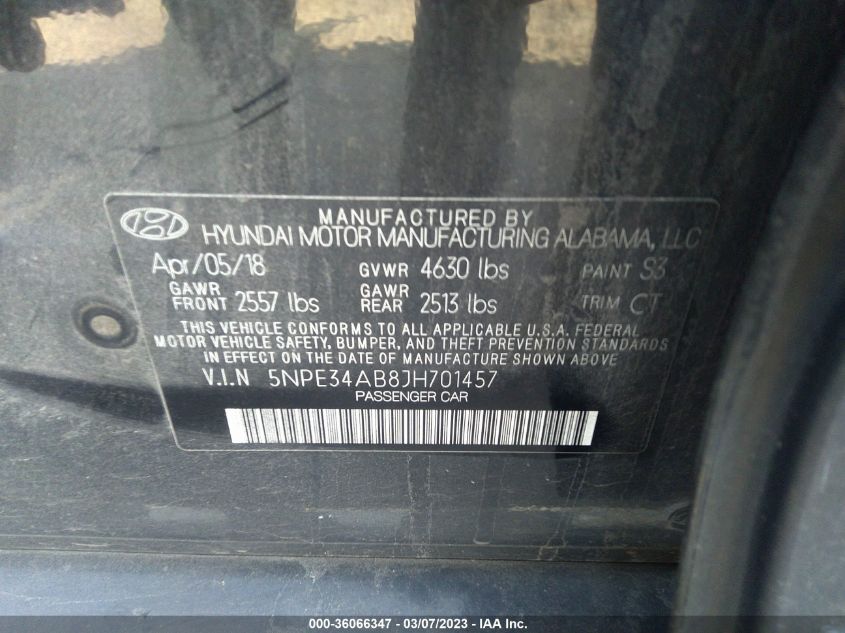 MANUFACTURED BY
HYUNDAI MOTOR MANUFACTURING ALABAMA, LLC
Apr/05/18 GVWR 4630 lbs PAINT S3
GAWR FRONT 2557 lbs GAWR REAR 2513 lbs TRIM CT
THIS VEHICLE CONFORMS TO ALL APPLICABLE U.S.A. FEDERAL
MOTOR VEHICLE SAFETY, BUMPER, AND THEFT PREVENTION STANDARDS
IN EFFECT ON THE DATE OF MANUFACTURE SHOWN ABOVE
V.I.N 5NPE34AB8JH701457
PASSENGER CAR
000-36066347 - 03/07/2023 - © IAA Inc.